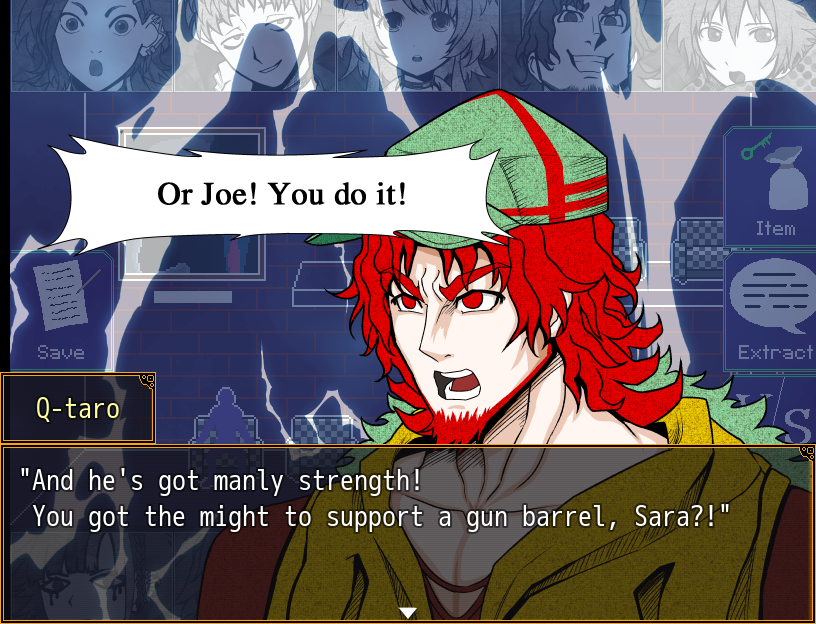 Or Joe! You do it!
Item
Save
Extract
Q-taro
"And he's got manly strength!
You got the might to support a gun barrel, Sara?!"